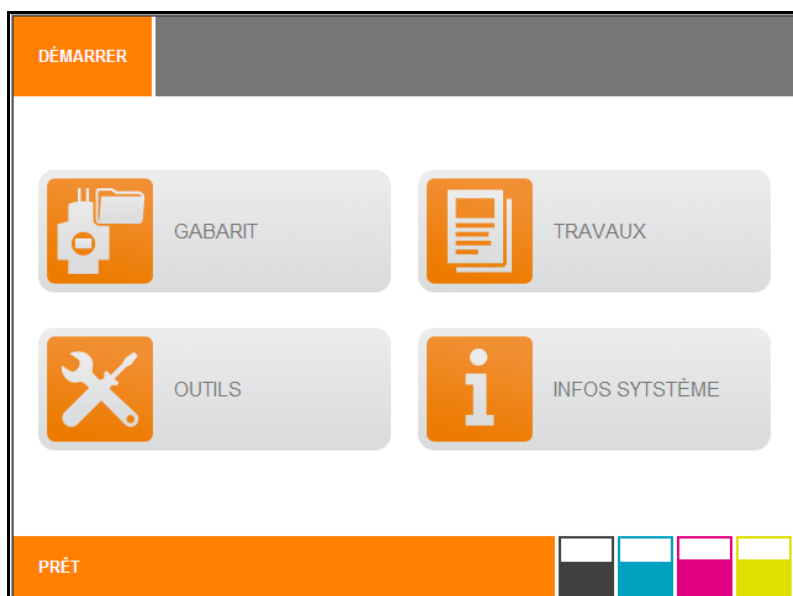 DÉMARRER
GABARIT
TRAVAUX
OUTILS
INFOS SYTSTÈME
PRÊT